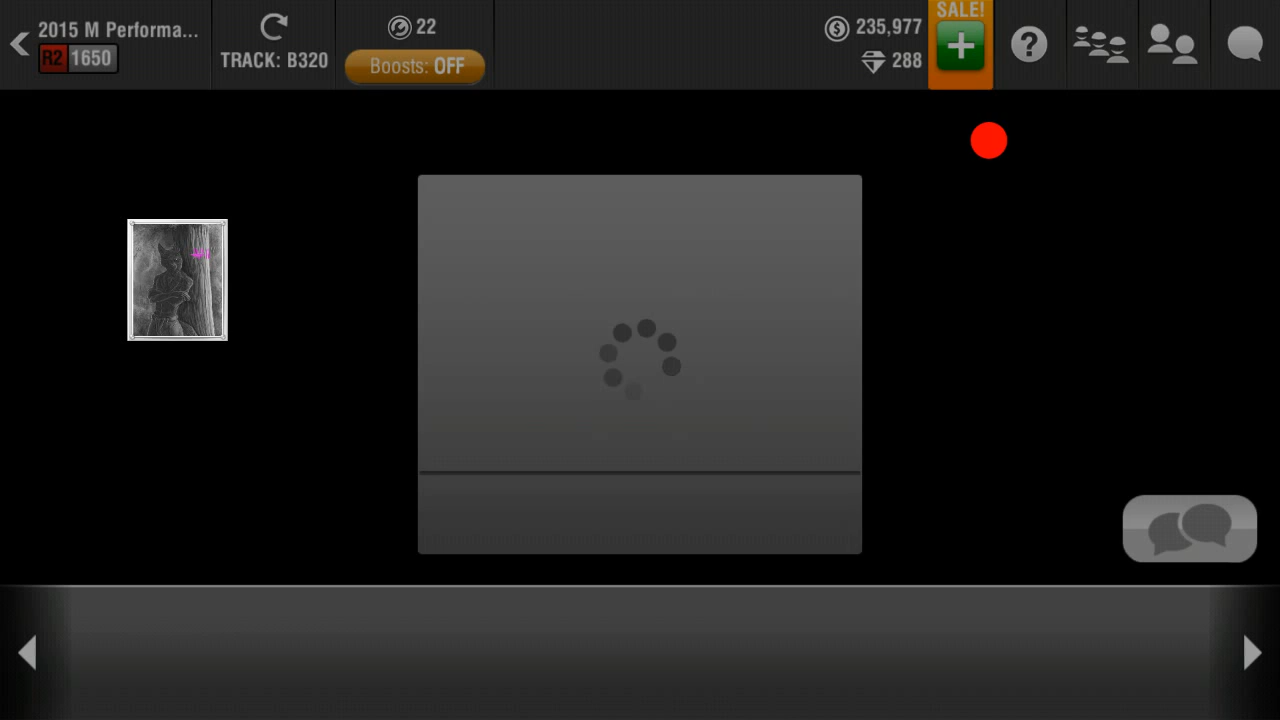 2015 M Performa...
R2 1650
TRACK: B320
22
Boosts: OFF
235,977
288
SALE!